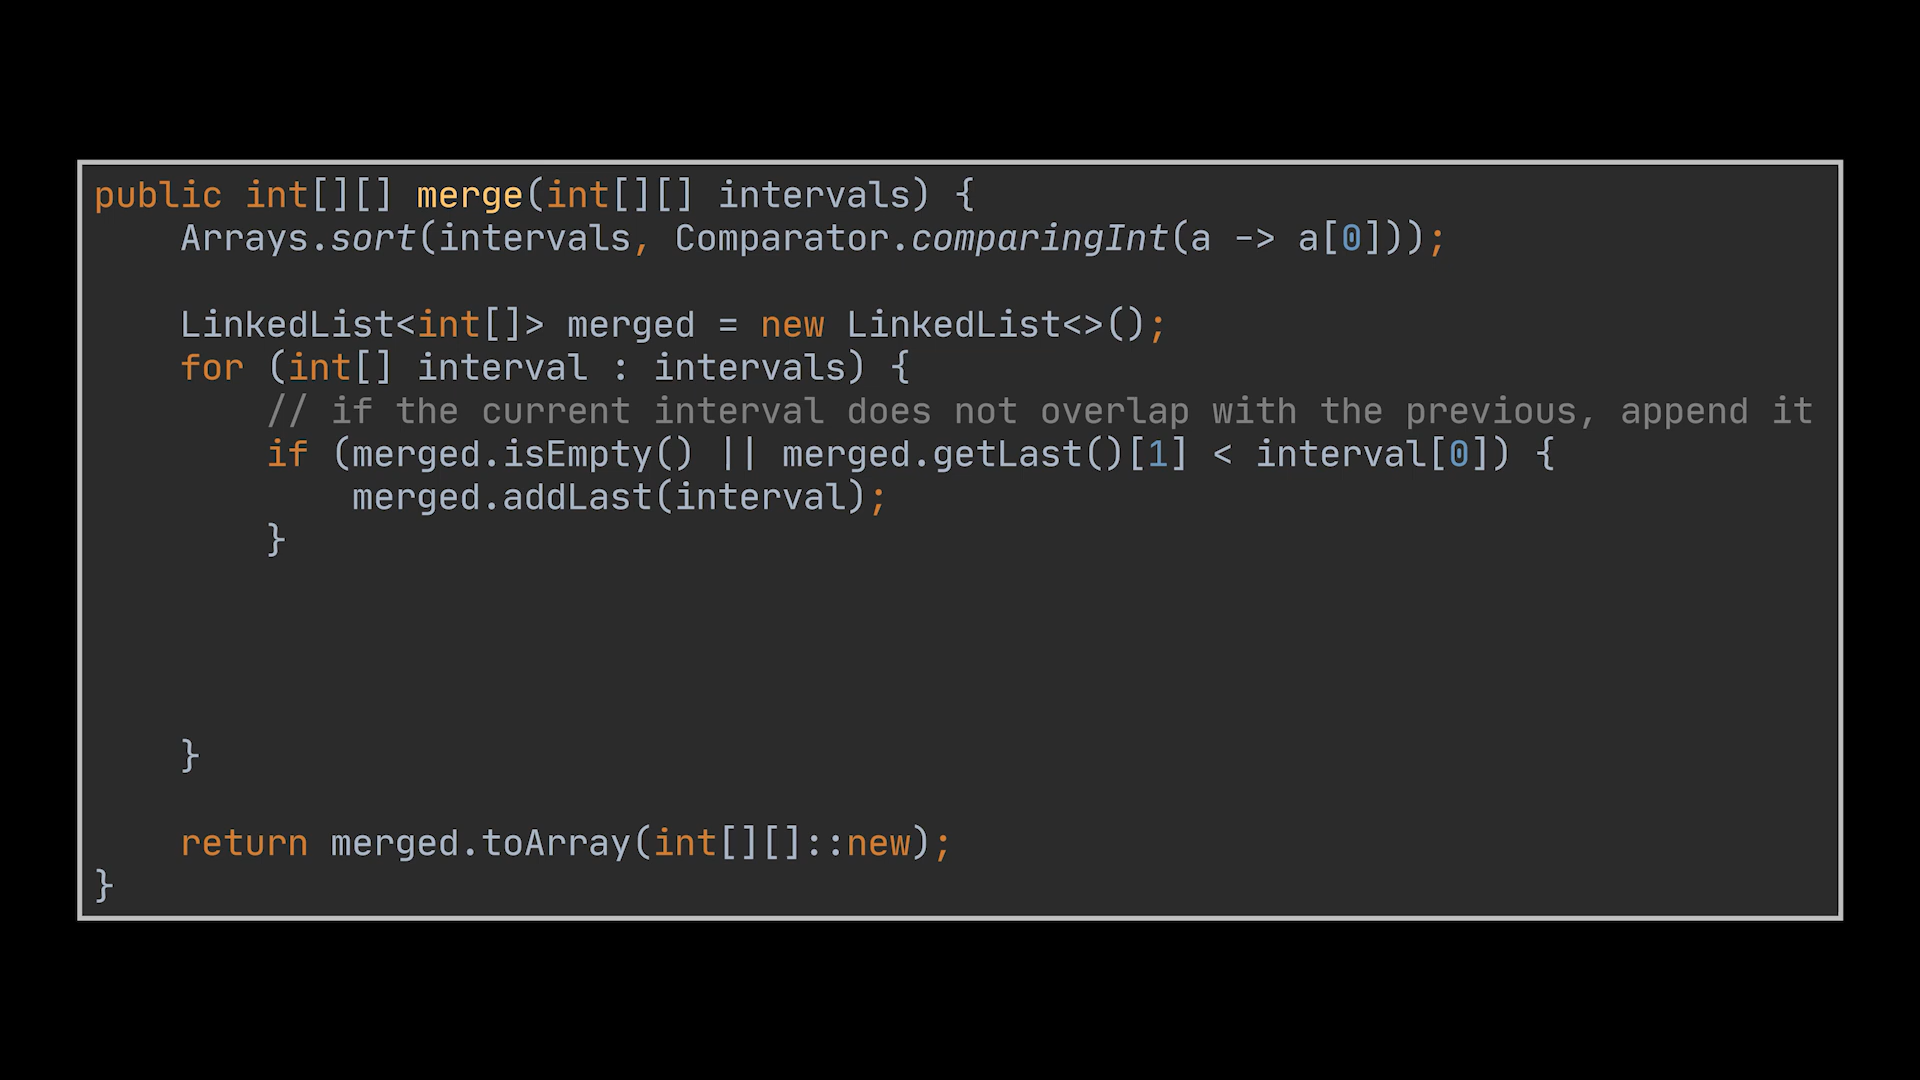 public int[][] merge(int[][] intervals) {
    Arrays.sort(intervals, Comparator.comparingInt(a -> a[0]));
    LinkedList<int[]> merged = new LinkedList<>();
    for (int[] interval : intervals) {
        // if the current interval does not overlap with the previous, append it
        if (merged.isEmpty() || merged.getLast()[1] < interval[0]) {
            merged.addLast(interval);
        }
    }
    return merged.toArray(int[][]::new);
}